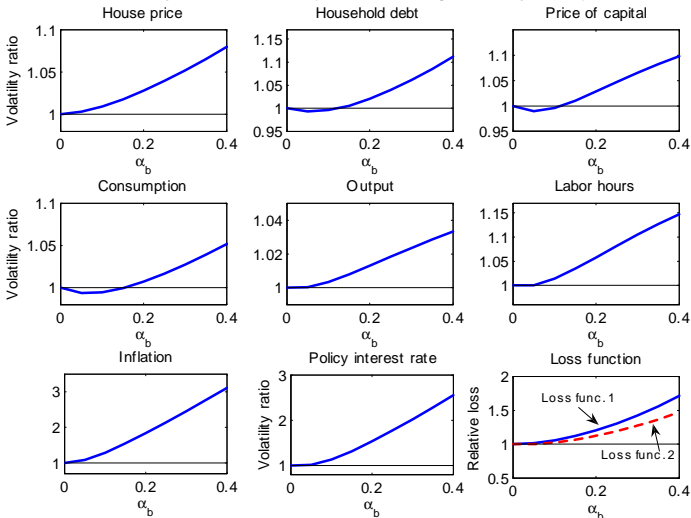 House price
Household debt
Price of capital
Volatility ratio
1.1
1.05
1
0
0.2
0.4
α_b
1.15
1.1
1.05
1
0.95
0
0.2
0.4
α_b
1.15
1.1
1.05
1
0.95
0
0.2
0.4
α_b
Consumption
Output
Labor hours
Volatility ratio
1.1
1.05
1
0
0.2
0.4
α_b
1.04
1.02
1
0
0.2
0.4
α_b
1.15
1.1
1.05
1
0
0.2
0.4
α_b
Inflation
Policy interest rate
Loss function
Volatility ratio
3
2
1
0
0.2
0.4
α_b
Volatility ratio
3
2
1
0
0.2
0.4
α_b
Relative loss
2
1.5
1
0.5
Loss func. 1
Loss func. 2
0
0.2
0.4
α_b